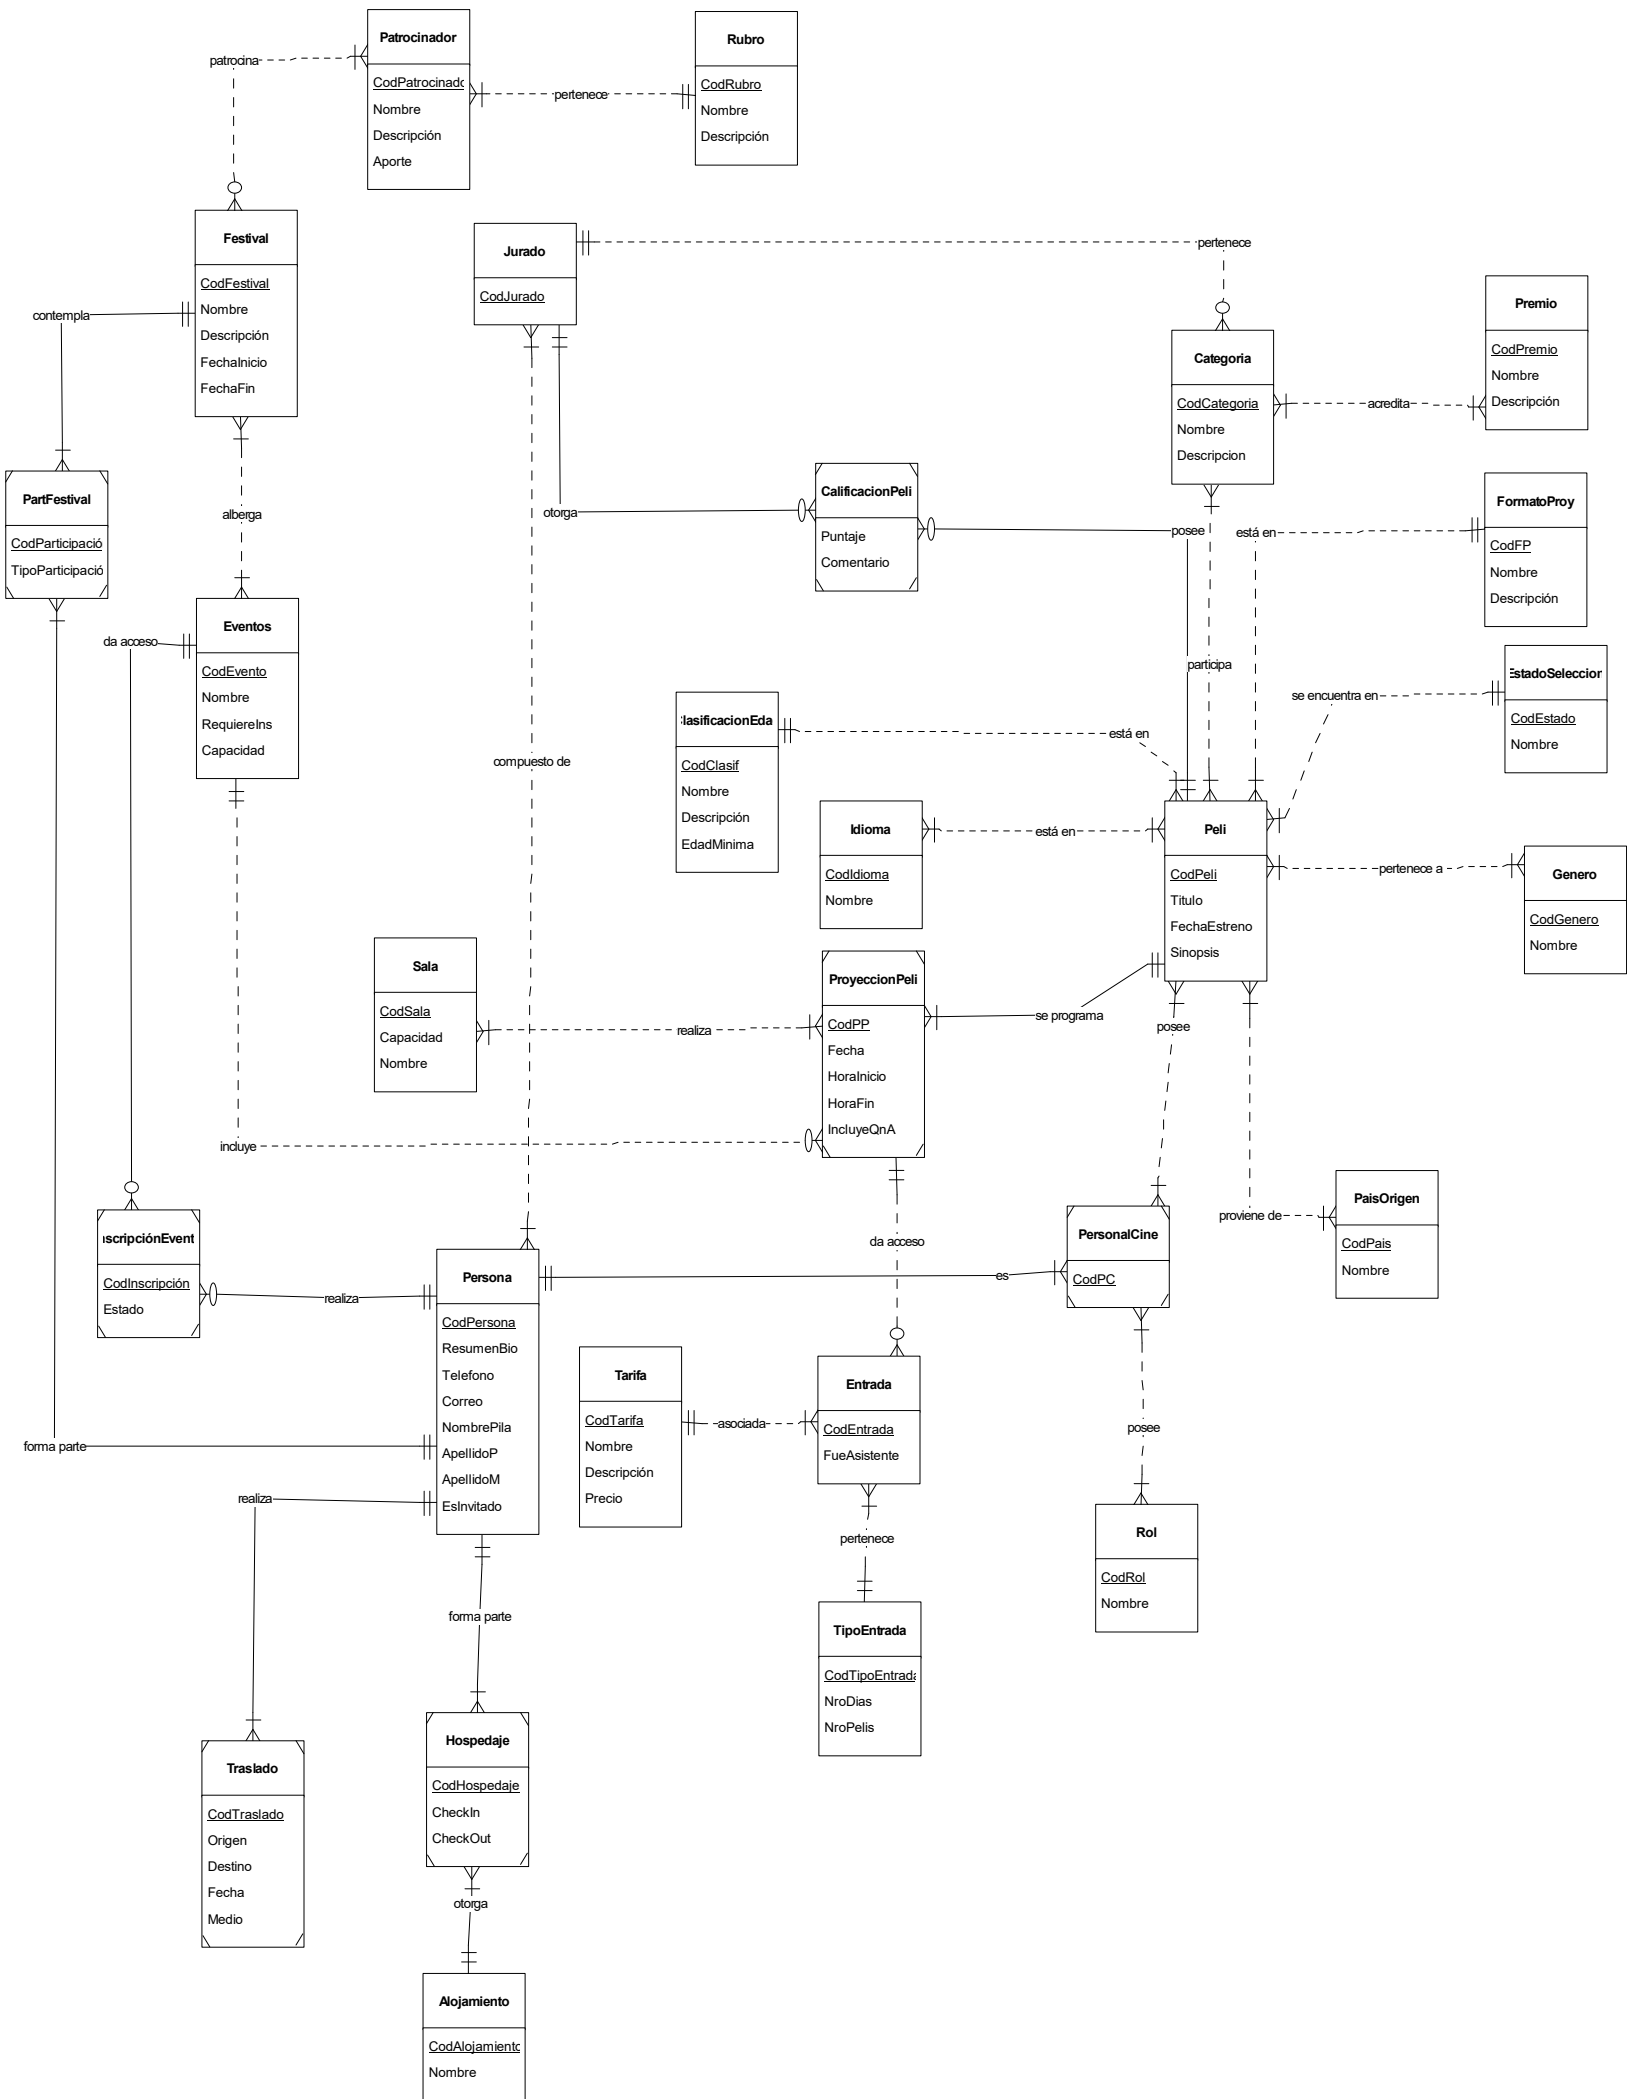 Patrocinador
CodPatrocinado
Nombre
Descripción
Aporte
Rubro
CodRubro
Nombre
Descripción
patrocina
pertenece
Festival
CodFestival
Nombre
Descripción
FechaInicio
FechaFin
Jurado
CodJurado
pertenece
Categoria
CodCategoria
Nombre
Descripcion
Premio
CodPremio
Nombre
Descripción
acredita
contempla
PartFestival
CodParticipació
TipoParticipació
alberga
otorga
CalificacionPeli
Puntaje
Comentario
posee
está en
FormatoProy
CodFP
Nombre
Descripción
da acceso
Eventos
CodEvento
Nombre
RequiereIns
Capacidad
participa
EstadoSeleccion
CodEstado
Nombre
se encuentra en
lasificacionEda
CodClasif
Nombre
Descripción
EdadMinima
está en
compuesto de
Idioma
CodIdioma
Nombre
está en
Peli
CodPeli
Titulo
FechaEstreno
Sinopsis
pertenece a
Genero
CodGenero
Nombre
Sala
CodSala
Capacidad
Nombre
realiza
ProyeccionPeli
CodPP
Fecha
HoraInicio
HoraFin
IncluyeQnA
se programa
posee
incluye
da acceso
PersonalCine
CodPC
proviene de
PaisOrigen
CodPais
Nombre
nscripciónEvent
CodInscripción
Estado
realiza
Persona
CodPersona
ResumenBio
Telefono
Correo
NombrePila
ApellidoP
ApellidoM
EsInvitado
es
Tarifa
CodTarifa
Nombre
Descripción
Precio
asociada
Entrada
CodEntrada
FueAsistente
posee
forma parte
realiza
pertenece
Rol
CodRol
Nombre
forma parte
TipoEntrada
CodTipoEntrada
NroDias
NroPelis
Traslado
CodTraslado
Origen
Destino
Fecha
Medio
Hospedaje
CodHospedaje
CheckIn
CheckOut
otorga
Alojamiento
CodAlojamiento
Nombre